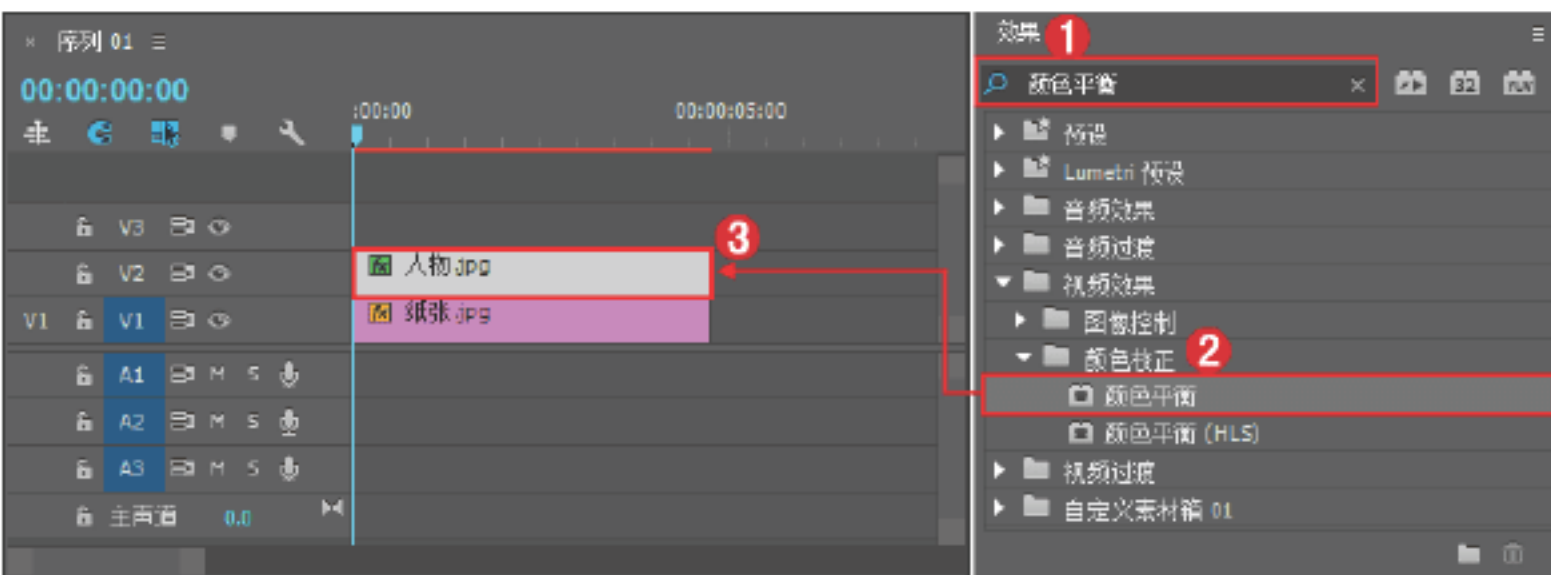 × 序列 01 ≡
00:00:00:00
:00:00 00:00:05:00
V3
V2 fx 人物.jpg
V1 V1 fx 纸张.jpg
A1 M S
A2 M S
A3 M S
主声道 0.0
3
效果 1
颜色平衡 × 32 YUV
预设
Lumetri 预设
音频效果
音频过渡
视频效果
图像控制
颜色校正 2
颜色平衡
颜色平衡 (HLS)
视频过渡
自定义素材箱 01